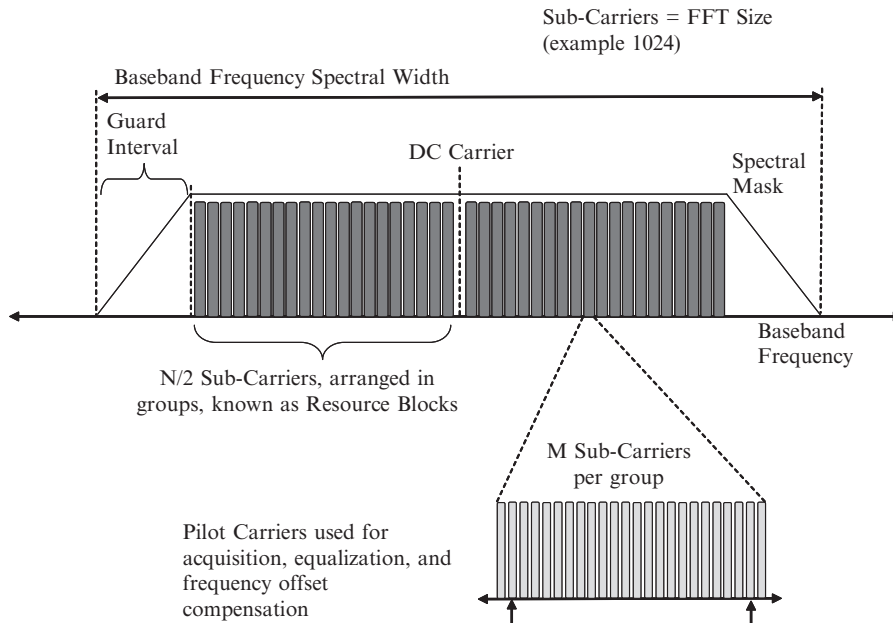 Sub-Carriers = FFT Size
(example 1024)
Baseband Frequency Spectral Width
Guard
Interval
DC Carrier
Spectral
Mask
Baseband
Frequency
N/2 Sub-Carriers, arranged in
groups, known as Resource Blocks
M Sub-Carriers
per group
Pilot Carriers used for
acquisition, equalization, and
frequency offset
compensation